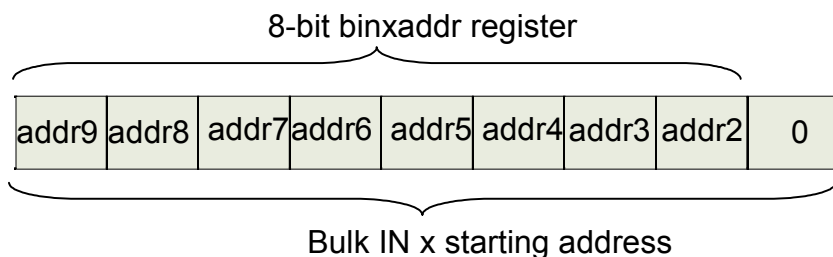 8-bit binxaddr register
addr9 addr8 addr7 addr6 addr5 addr4 addr3 addr2 0
Bulk IN x starting address